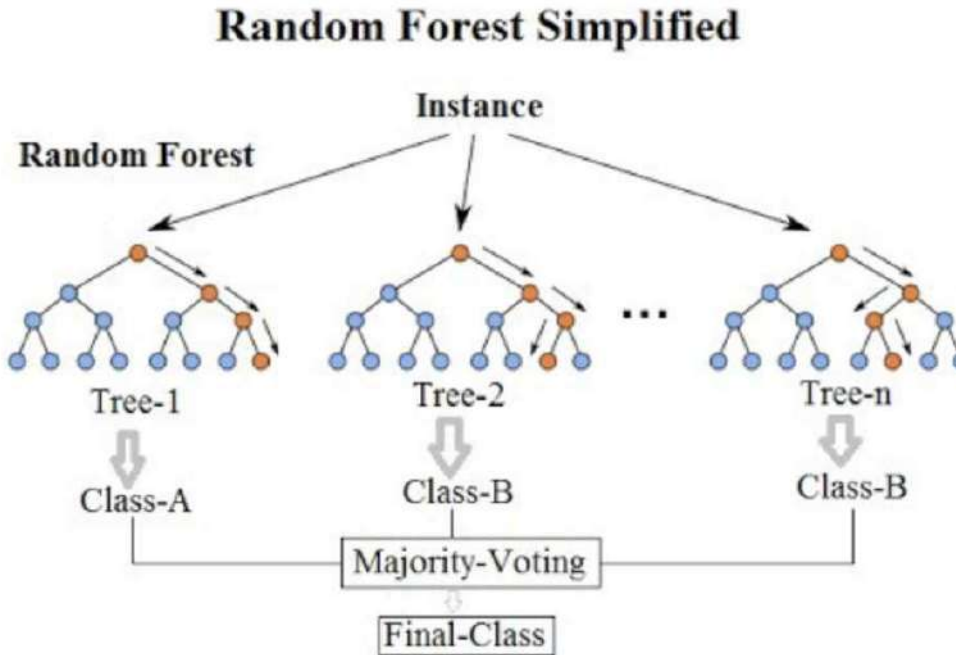 Random Forest Simplified
Instance
Random Forest
...
Tree-1
Tree-2
Tree-n
Class-A
Class-B
Class-B
Majority-Voting
Final-Class